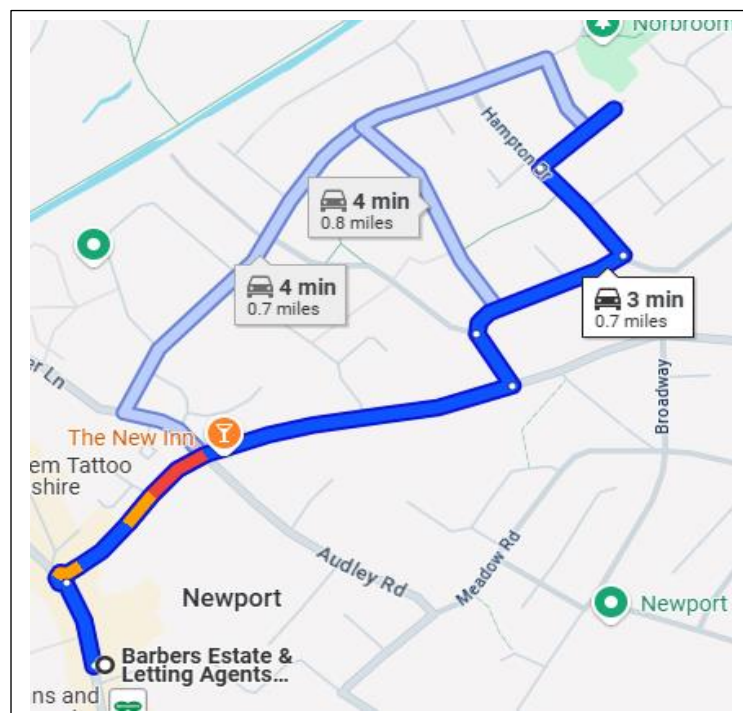 Norbroom
Hampton Dr
4 min
0.8 miles
4 min
0.7 miles
3 min
0.7 miles
Broadway
er Ln
The New Inn
em Tattoo
shire
Audley Rd
Meadow Rd
Newport
Newport
Barbers Estate &
Letting Agents...
ns and